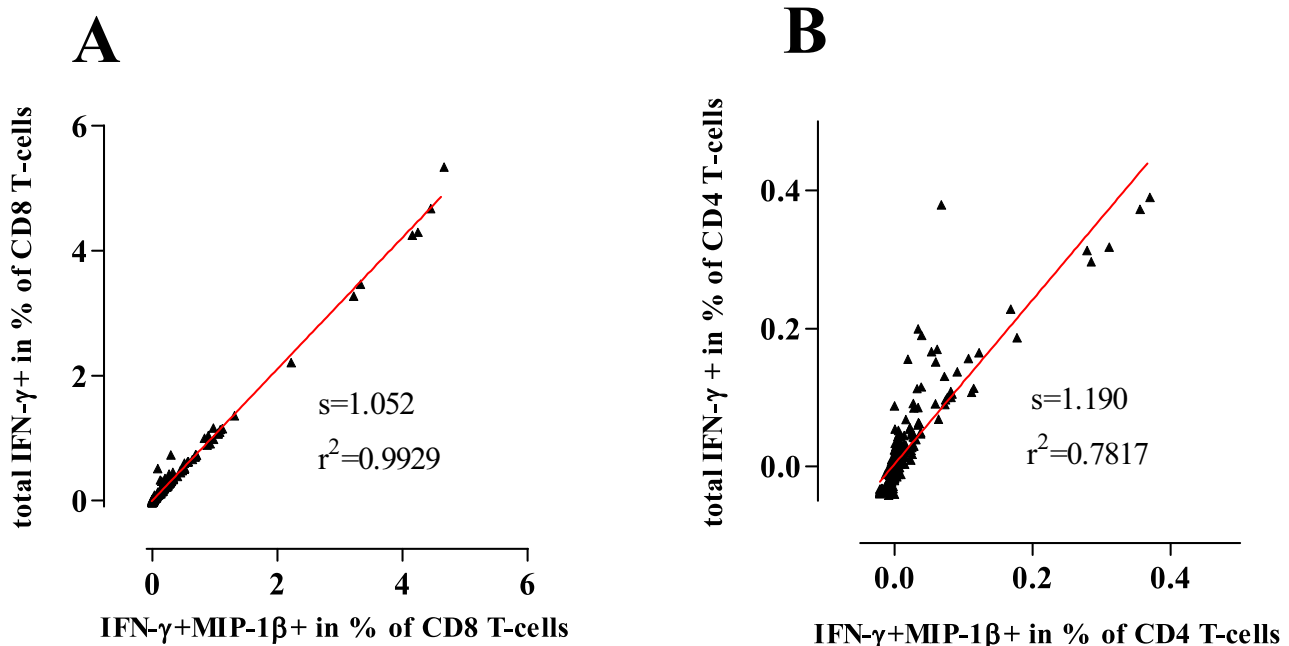 A
total IFN-γ+ in % of CD8 T-cells
6
4
2
0
s=1.052
r²=0.9929
0 2 4 6
IFN-γ+MIP-1β+ in % of CD8 T-cells
B
total IFN-γ + in % of CD4 T-cells
0.4
0.2
0.0
s=1.190
r²=0.7817
0.0 0.2 0.4
IFN-γ+MIP-1β+ in % of CD4 T-cells